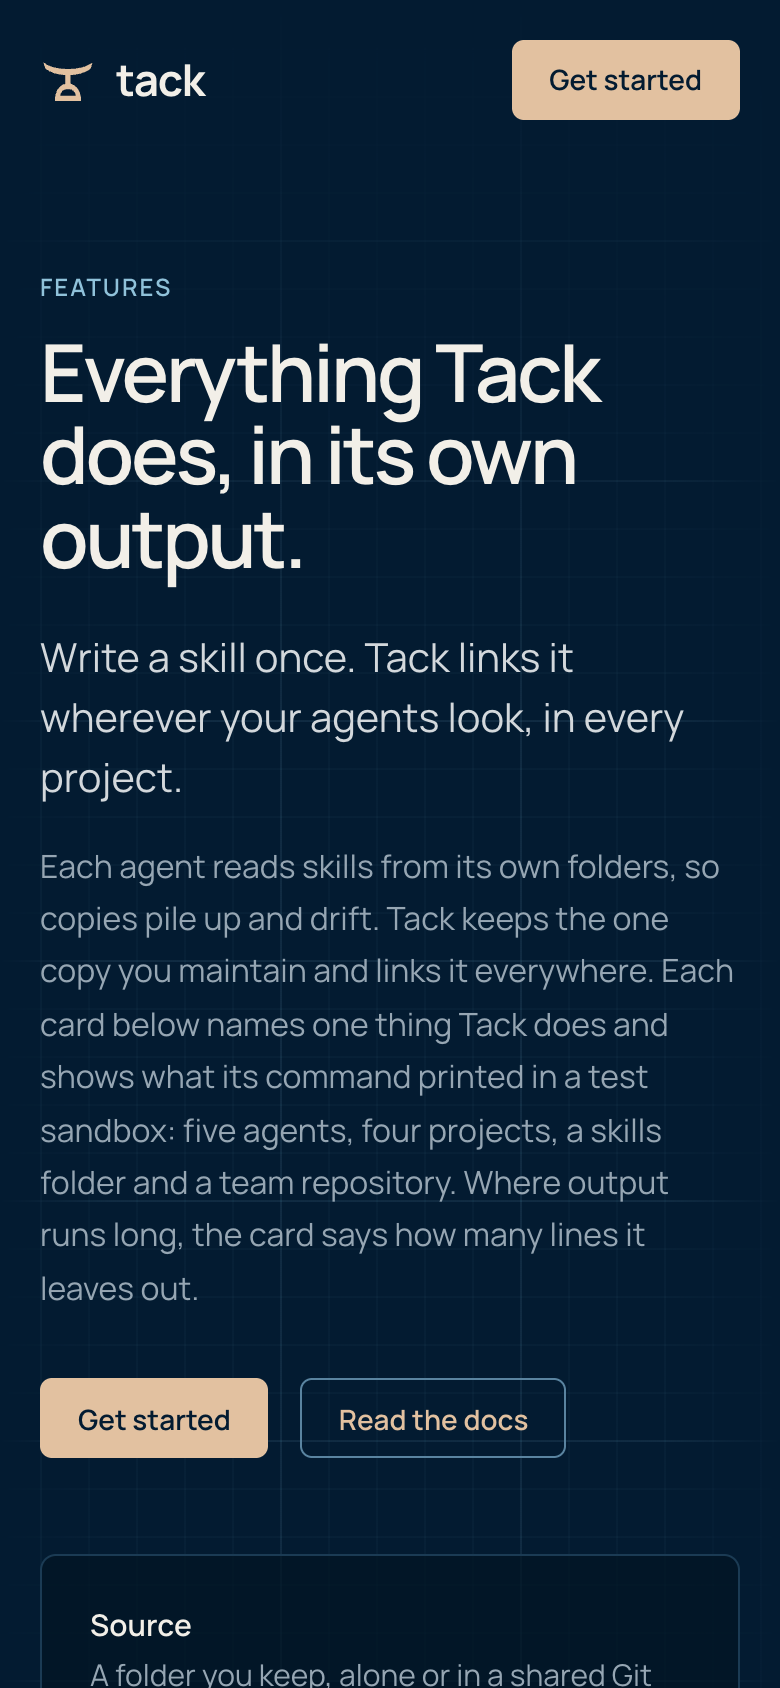 tack
Get started
FEATURES
Everything Tack
does, in its own
output.
Write a skill once. Tack links it
wherever your agents look, in every
project.
Each agent reads skills from its own folders, so
copies pile up and drift. Tack keeps the one
copy you maintain and links it everywhere. Each
card below names one thing Tack does and
shows what its command printed in a test
sandbox: five agents, four projects, a skills
folder and a team repository. Where output
runs long, the card says how many lines it
leaves out.
Get started
Read the docs
Source
A folder you keep, alone or in a shared Git